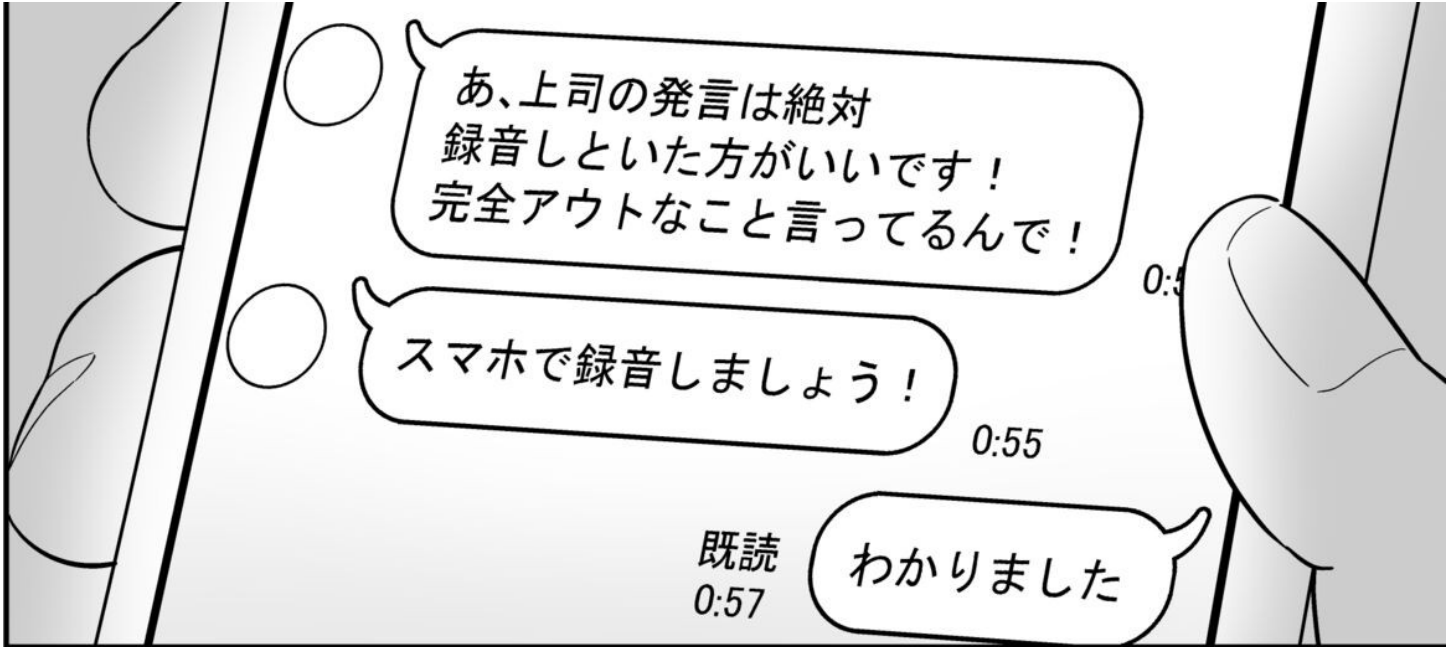 あ、上司の発言は絶対
録音しといた方がいいです！
完全アウトなこと言ってるんで！
スマホで録音しましょう！
0:55
わかりました
既読
0:57